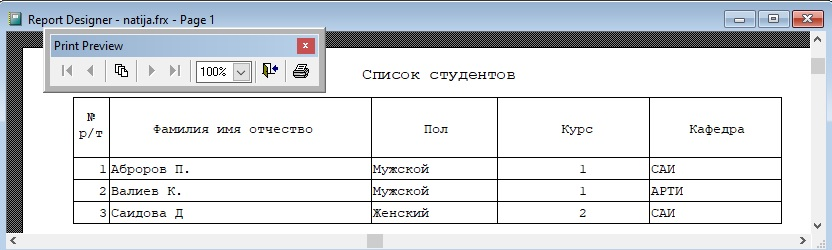 Report Designer - natija.frx - Page 1
Print Preview
100%
Список студентов
№ р/т Фамилия имя отчество Пол Курс Кафедра
1 Аброров П. Мужской 1 САИ
2 Валиев К. Мужской 1 АРТИ
3 Саидова Д Женский 2 САИ